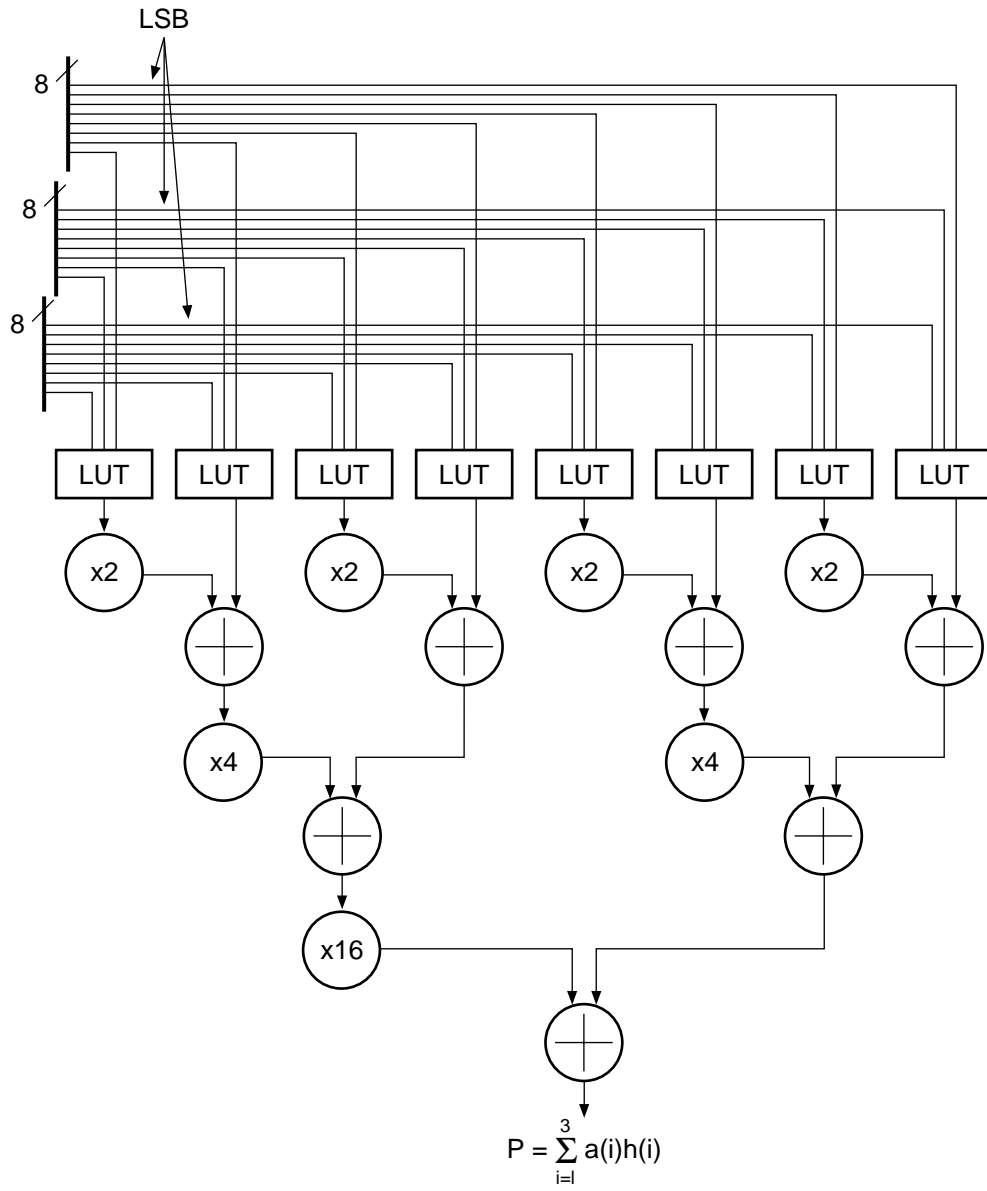 LSB
8
8
8
LUT LUT LUT LUT LUT LUT LUT LUT
x2 x2 x2 x2
x4 x4
x16
3
P = Σ a(i)h(i)
i=l